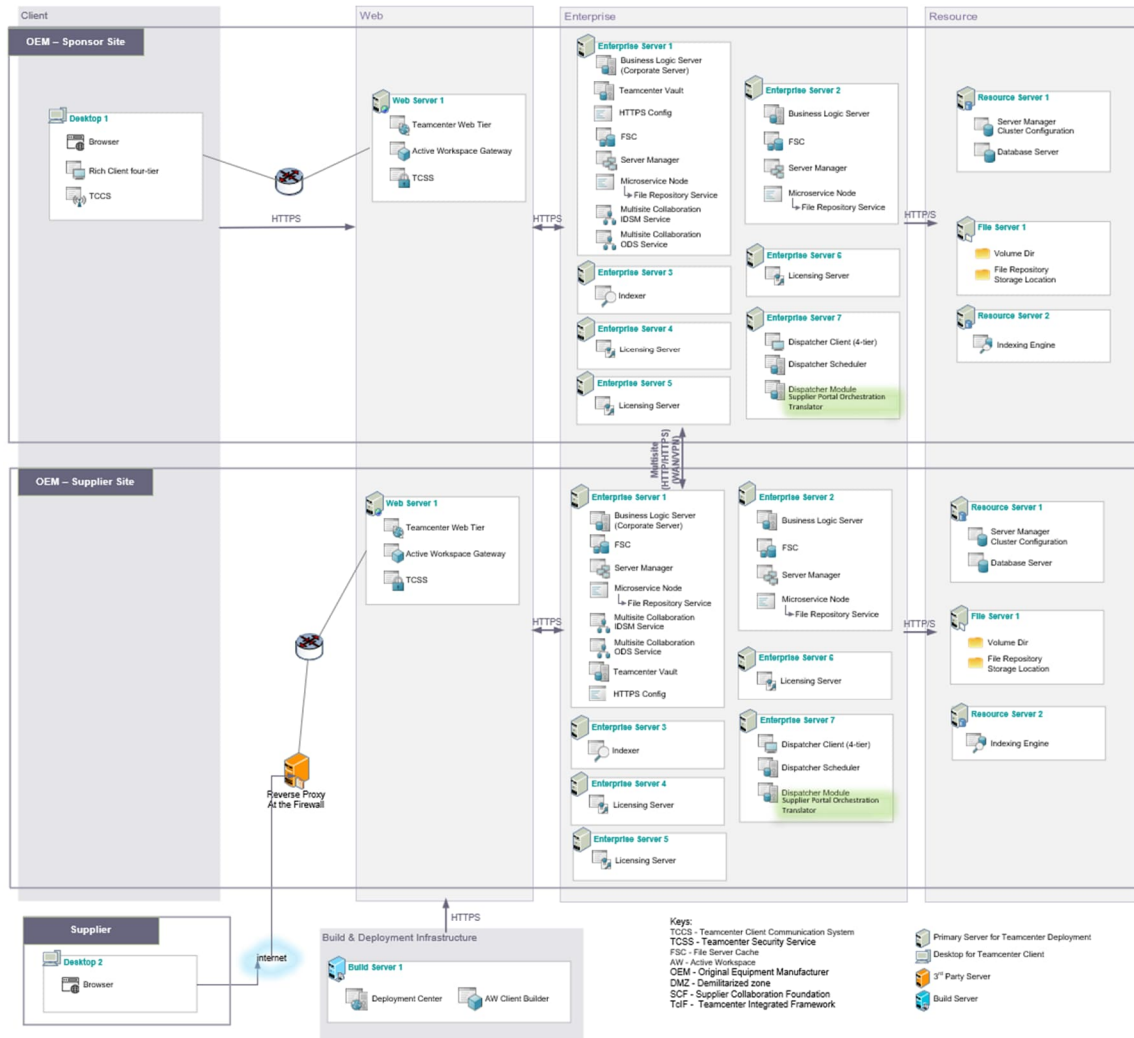 Client
Web
Enterprise
Resource
OEM – Sponsor Site
Desktop 1
Browser
Rich Client four-tier
TCCS
HTTPS
Web Server 1
Teamcenter Web Tier
Active Workspace Gateway
TCSS
HTTPS
Enterprise Server 1
Business Logic Server
(Corporate Server)
Teamcenter Vault
HTTPS Config
FSC
Server Manager
Microservice Node
File Repository Service
Multisite Collaboration
IDSM Service
Multisite Collaboration
ODS Service
Enterprise Server 3
Indexer
Enterprise Server 4
Licensing Server
Enterprise Server 5
Licensing Server
Enterprise Server 2
Business Logic Server
FSC
Server Manager
Microservice Node
File Repository Service
Enterprise Server 6
Licensing Server
Enterprise Server 7
Dispatcher Client (4-tier)
Dispatcher Scheduler
Dispatcher Module
Supplier Portal Orchestration
Translator
HTTP/S
Resource Server 1
Server Manager
Cluster Configuration
Database Server
File Server 1
Volume Dir
File Repository
Storage Location
Resource Server 2
Indexing Engine
Multisite
(HTTP/HTTPS)
(WAN/VPN)
OEM – Supplier Site
Web Server 1
Teamcenter Web Tier
Active Workspace Gateway
TCSS
Reverse Proxy
At the Firewall
HTTPS
Enterprise Server 1
Business Logic Server
(Corporate Server)
FSC
Server Manager
Microservice Node
File Repository Service
Multisite Collaboration
IDSM Service
Multisite Collaboration
ODS Service
Teamcenter Vault
HTTPS Config
Enterprise Server 3
Indexer
Enterprise Server 4
Licensing Server
Enterprise Server 5
Licensing Server
Enterprise Server 2
Business Logic Server
FSC
Server Manager
Microservice Node
File Repository Service
Enterprise Server 6
Licensing Server
Enterprise Server 7
Dispatcher Client (4-tier)
Dispatcher Scheduler
Dispatcher Module
Supplier Portal Orchestration
Translator
HTTP/S
Resource Server 1
Server Manager
Cluster Configuration
Database Server
File Server 1
Volume Dir
File Repository
Storage Location
Resource Server 2
Indexing Engine
Supplier
Desktop 2
Browser
internet
HTTPS
Build & Deployment Infrastructure
Build Server 1
Deployment Center
AW Client Builder
Keys:
TCCS - Teamcenter Client Communication System
TCSS - Teamcenter Security Service
FSC - File Server Cache
AW - Active Workspace
OEM - Original Equipment Manufacturer
DMZ - Demilitarized zone
SCF - Supplier Collaboration Foundation
TcIF - Teamcenter Integrated Framework
Primary Server for Teamcenter Deployment
Desktop for Teamcenter Client
3rd Party Server
Build Server